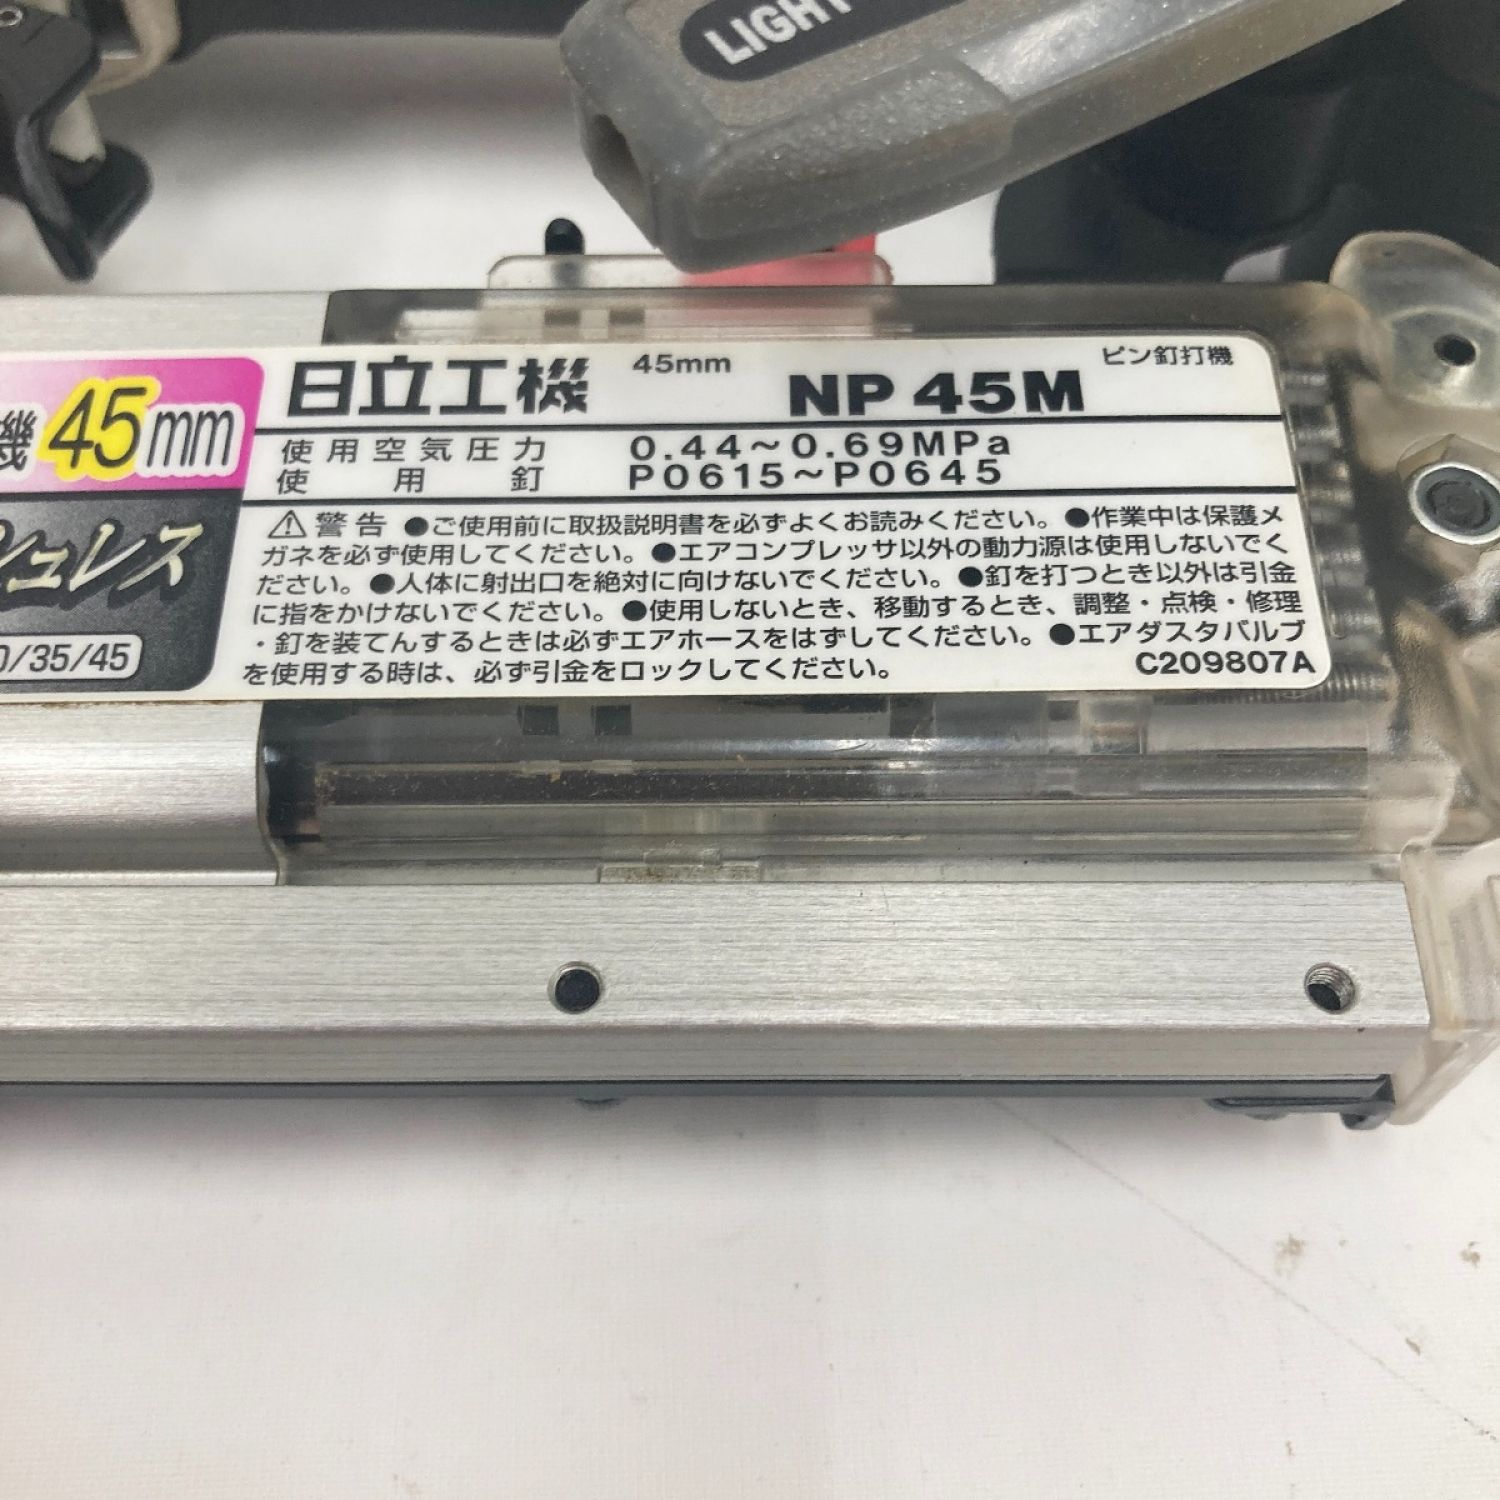 LIGHT
日立工機 45mm NP 45M ピン釘打機
機45mm
使用空気圧力 0.44～0.69MPa
使用釘 P0615～P0645
シュレス
0/35/45
⚠警告 ●ご使用前に取扱説明書を必ずよくお読みください。●作業中は保護メ
ガネを必ず使用してください。●エアコンプレッサ以外の動力源は使用しないでく
ださい。●人体に射出口を絶対に向けないでください。●釘を打つとき以外は引金
に指をかけないでください。●使用しないとき、移動するとき、調整・点検・修理
・釘を装てんするときは必ずエアホースをはずしてください。●エアダスタバルブ
を使用する時は、必ず引金をロックしてください。 C209807A